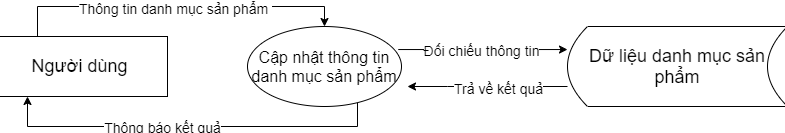 Thông tin danh mục sản phẩm
Người dùng
Cập nhật thông tin
danh mục sản phẩm
Đối chiếu thông tin
Trả về kết quả
Dữ liệu danh mục sản
phẩm
Thông báo kết quả